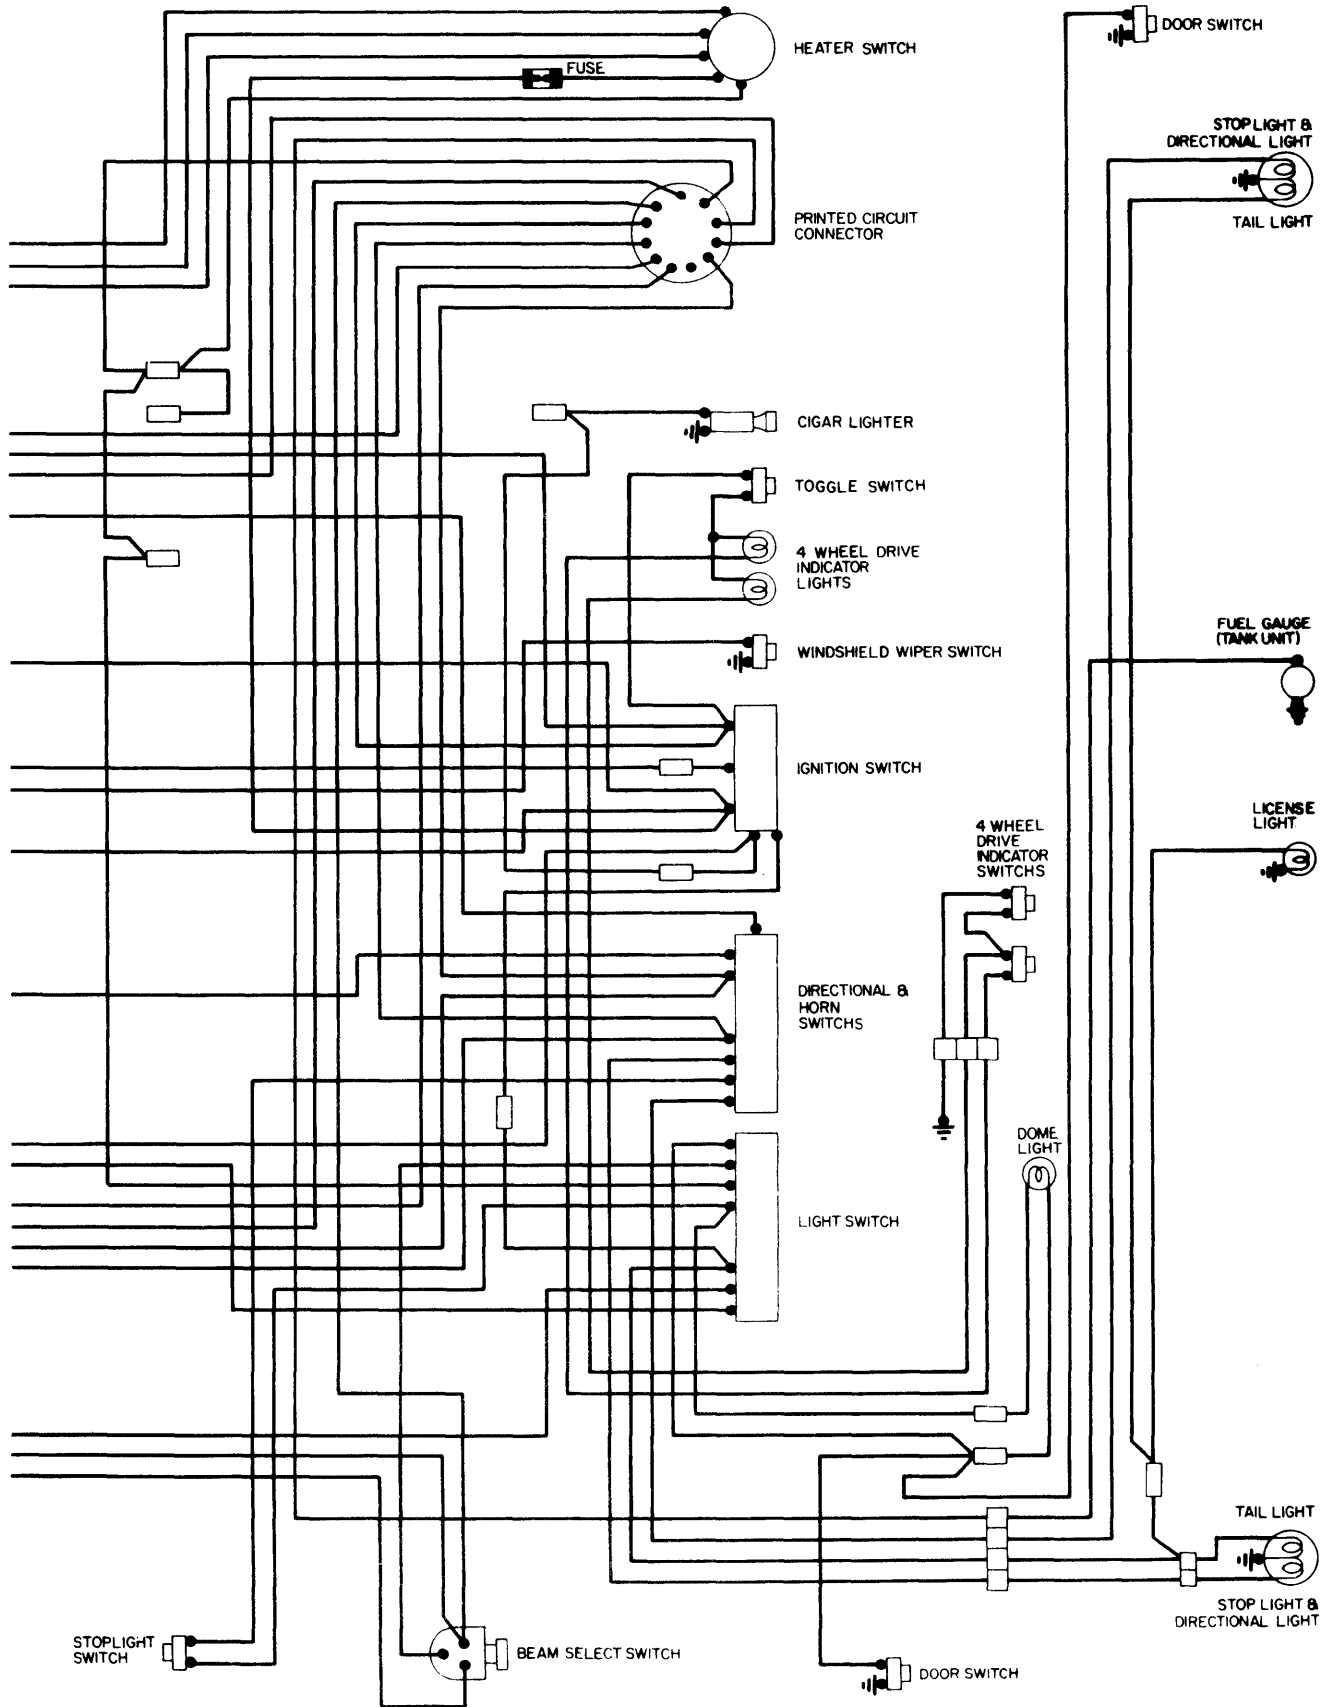 HEATER SWITCH
FUSE
DOOR SWITCH
STOP LIGHT &
DIRECTIONAL LIGHT
TAIL LIGHT
PRINTED CIRCUIT
CONNECTOR
CIGAR LIGHTER
TOGGLE SWITCH
4 WHEEL DRIVE
INDICATOR
LIGHTS
FUEL GAUGE
(TANK UNIT)
WINDSHIELD WIPER SWITCH
IGNITION SWITCH
LICENSE
LIGHT
4 WHEEL
DRIVE
INDICATOR
SWITCHS
DIRECTIONAL &
HORN
SWITCHS
DOME
LIGHT
LIGHT SWITCH
TAIL LIGHT
STOP LIGHT &
DIRECTIONAL LIGHT
STOPLIGHT
SWITCH
BEAM SELECT SWITCH
DOOR SWITCH